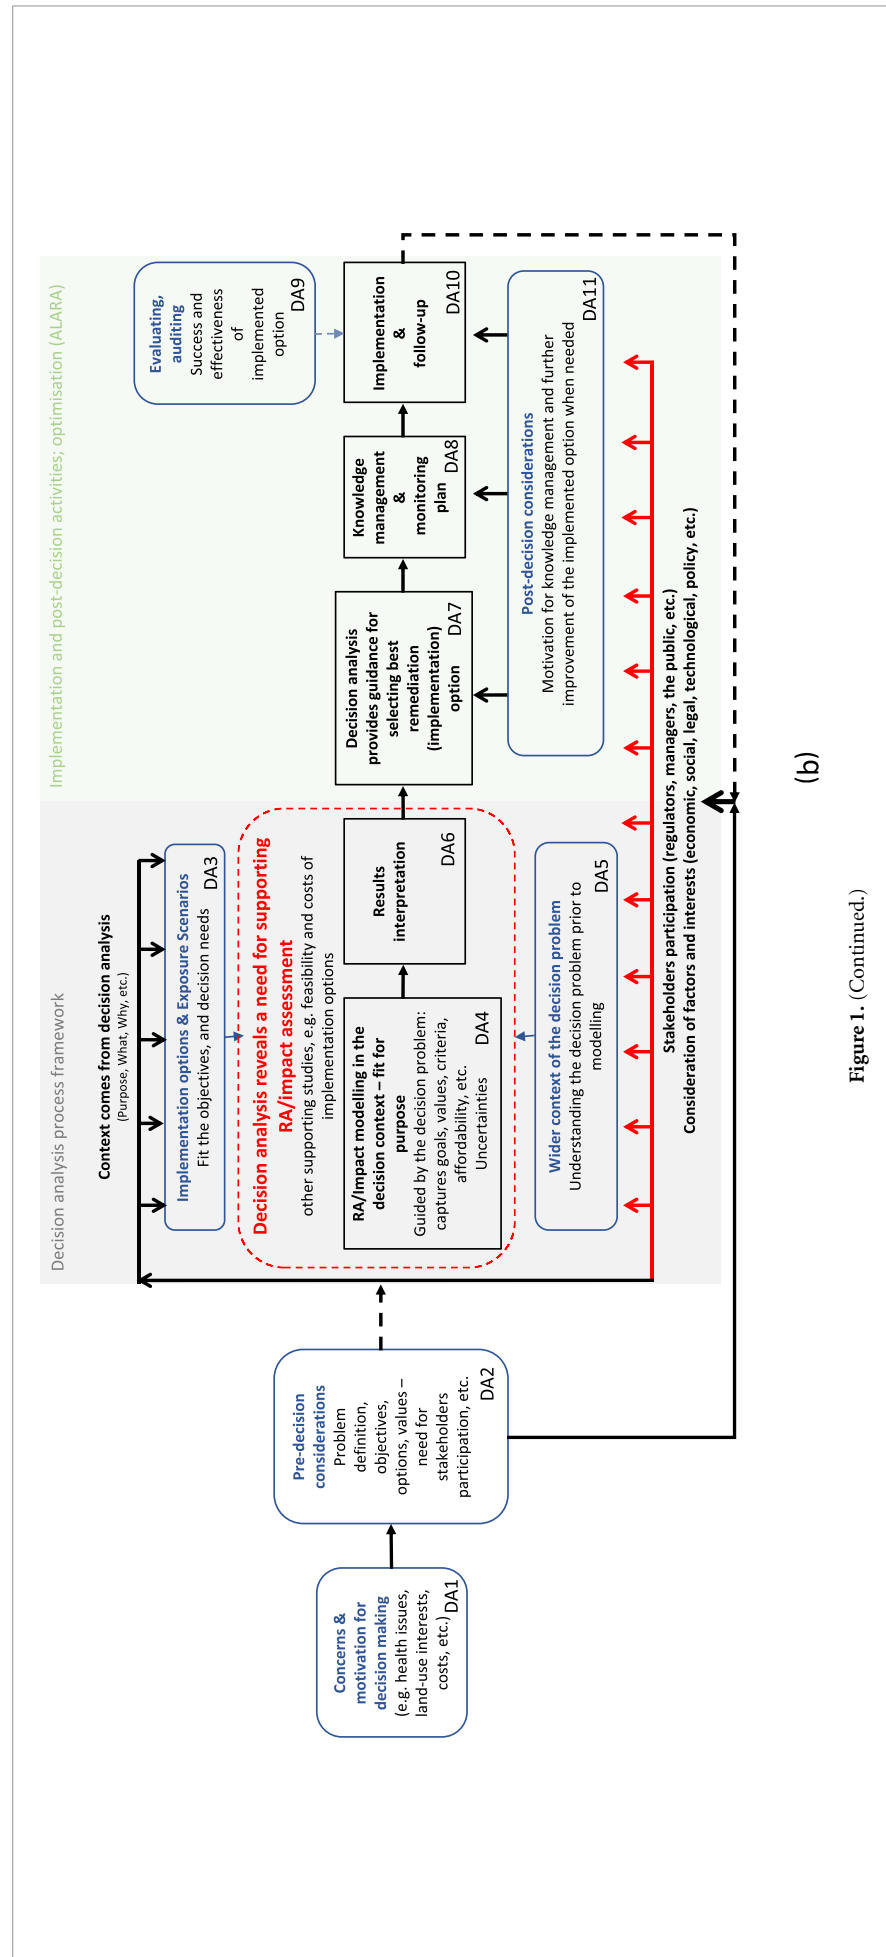 Decision analysis process framework
Implementation and post-decision activities; optimisation (ALARA)
Concerns &
motivation for
decision making
(e.g. health issues,
land-use interests,
costs, etc.)
DA1
Pre-decision
considerations
Problem
definition,
objectives,
options, values –
need for
stakeholders
participation, etc.
DA2
Context comes from decision analysis
(Purpose, What, Why, etc.)
Implementation options & Exposure Scenarios
Fit the objectives, and decision needs
DA3
Decision analysis reveals a need for supporting
RA/impact assessment
other supporting studies, e.g. feasibility and costs of
implementation options
RA/Impact modelling in the
decision context – fit for
purpose
Guided by the decision problem:
captures goals, values, criteria,
affordability, etc.
Uncertainties
DA4
Results
interpretation
DA6
Wider context of the decision problem
Understanding the decision problem prior to
modelling
DA5
Decision analysis
provides guidance for
selecting best
remediation
(implementation)
option
DA7
Knowledge
management
&
monitoring
plan
DA8
Evaluating,
auditing
Success and
effectiveness
of
implemented
option
DA9
Implementation
&
follow-up
DA10
Post-decision considerations
Motivation for knowledge management and further
improvement of the implemented option when needed
DA11
Stakeholders participation (regulators, managers, the public, etc.)
Consideration of factors and interests (economic, social, legal, technological, policy, etc.)
(b)
Figure 1. (Continued.)